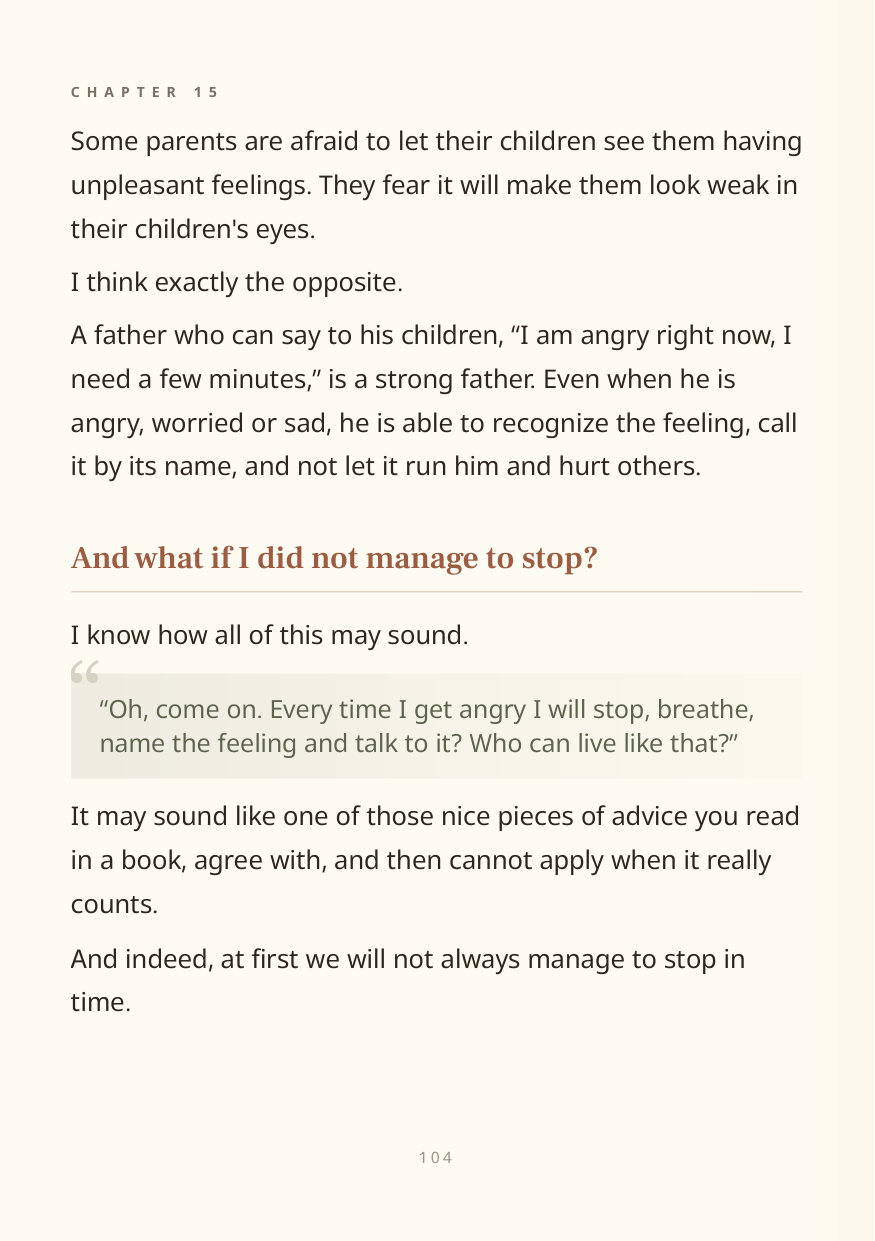 CHAPTER 15
Some parents are afraid to let their children see them having
unpleasant feelings. They fear it will make them look weak in
their children's eyes.
I think exactly the opposite.
A father who can say to his children, “I am angry right now, I
need a few minutes,” is a strong father. Even when he is
angry, worried or sad, he is able to recognize the feeling, call
it by its name, and not let it run him and hurt others.
And what if I did not manage to stop?
I know how all of this may sound.
“
“Oh, come on. Every time I get angry I will stop, breathe,
name the feeling and talk to it? Who can live like that?”
It may sound like one of those nice pieces of advice you read
in a book, agree with, and then cannot apply when it really
counts.
And indeed, at first we will not always manage to stop in
time.
104